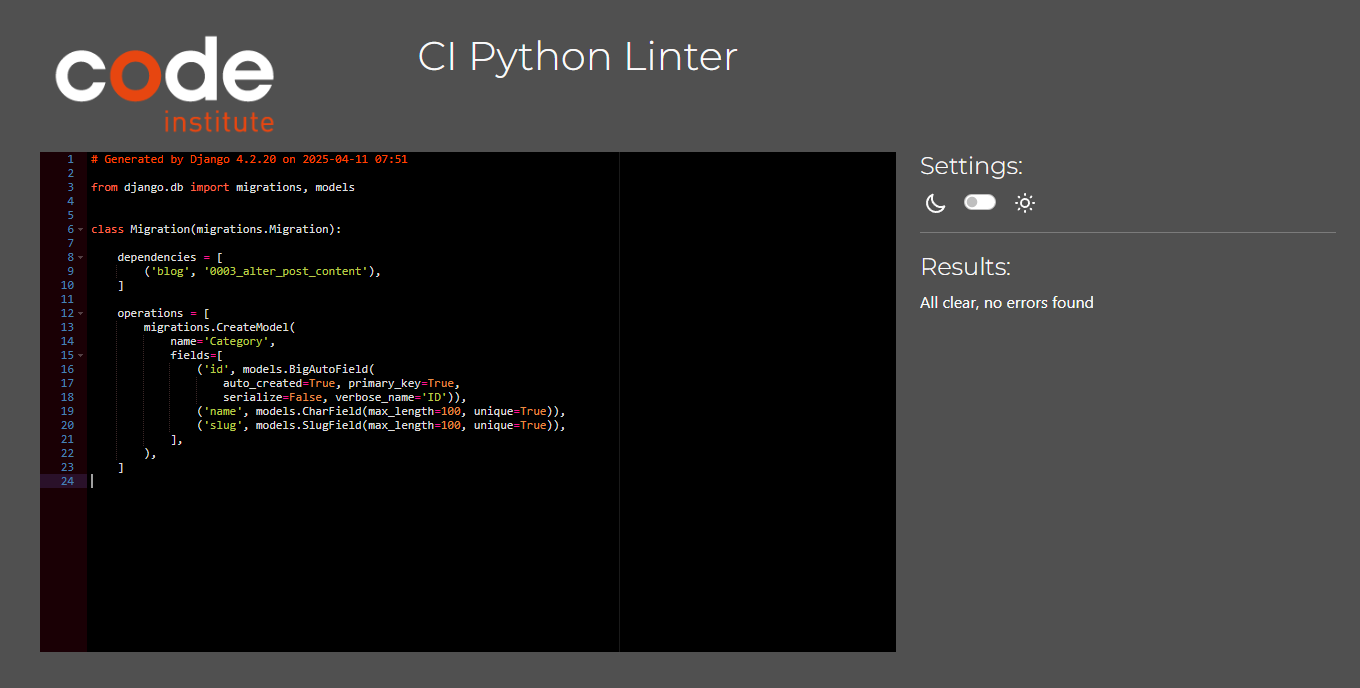 code
institute
CI Python Linter
1 # Generated by Django 4.2.20 on 2025-04-11 07:51
2
3 from django.db import migrations, models
4
5
6 class Migration(migrations.Migration):
7
8     dependencies = [
9         ('blog', '0003_alter_post_content'),
10     ]
11
12     operations = [
13         migrations.CreateModel(
14             name='Category',
15             fields=[
16                 ('id', models.BigAutoField(
17                     auto_created=True, primary_key=True,
18                     serialize=False, verbose_name='ID')),
19                 ('name', models.CharField(max_length=100, unique=True)),
20                 ('slug', models.SlugField(max_length=100, unique=True)),
21             ],
22         ),
23     ]
24
Settings:
Results:
All clear, no errors found